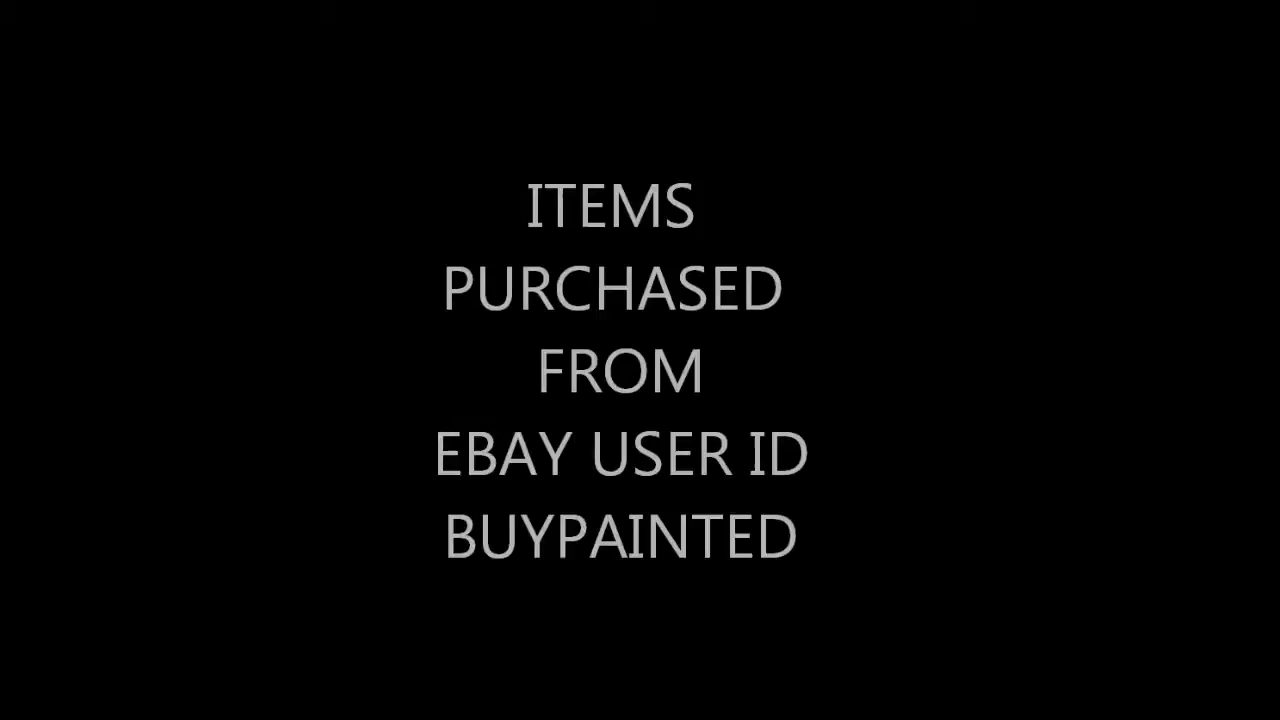 ITEMS
PURCHASED
FROM
EBAY USER ID
BUYPAINTED